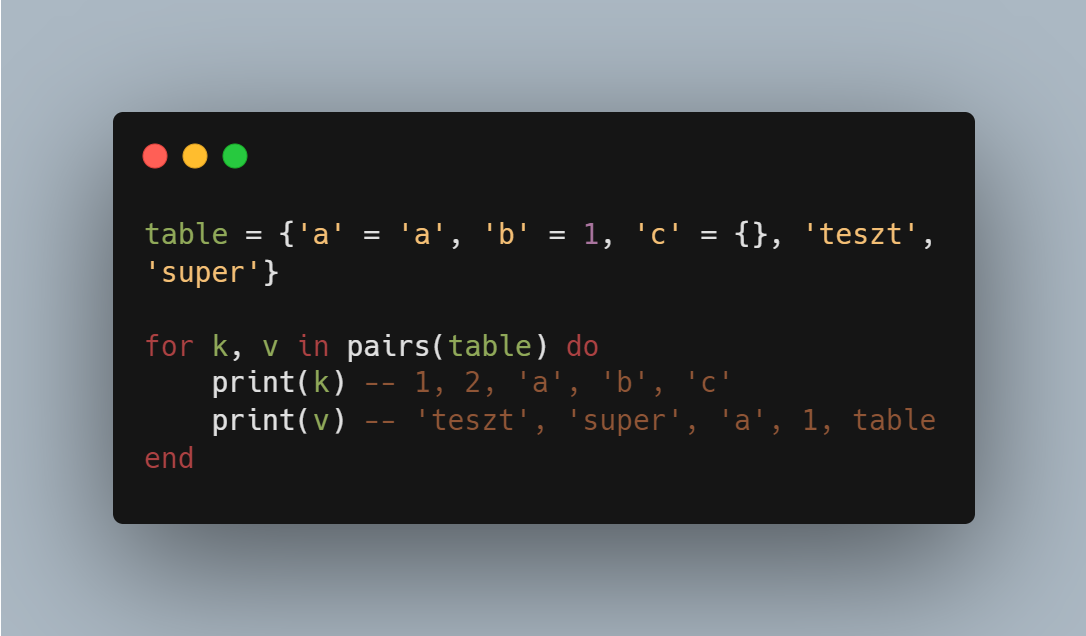 table = {'a' = 'a', 'b' = 1, 'c' = {}, 'teszt',
'super'}
for k, v in pairs(table) do
    print(k) -- 1, 2, 'a', 'b', 'c'
    print(v) -- 'teszt', 'super', 'a', 1, table
end